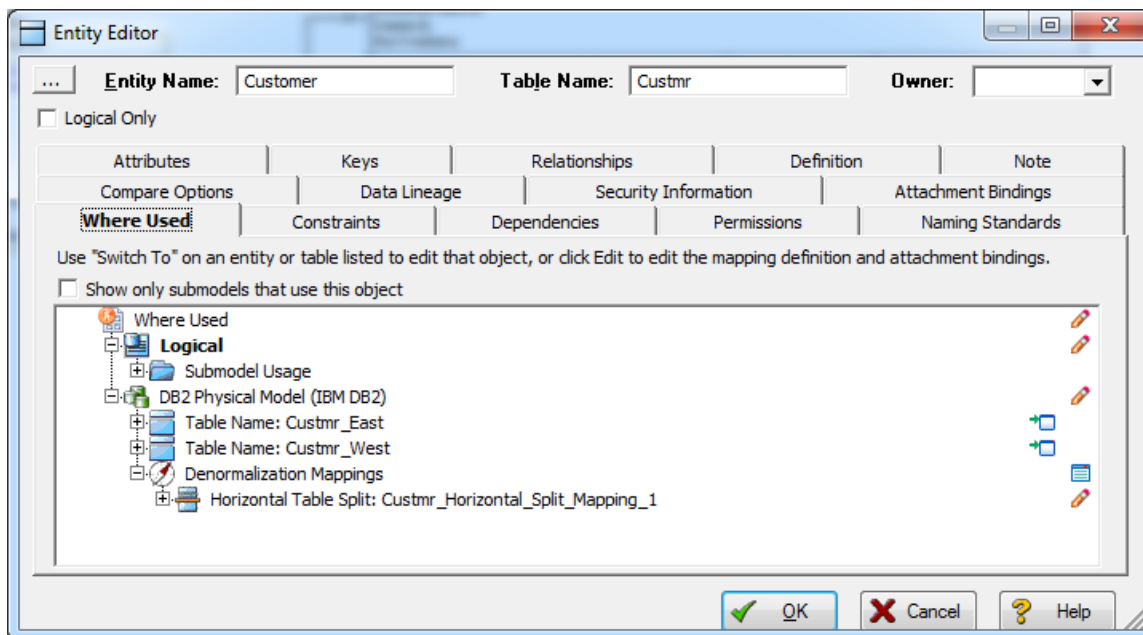 Entity Editor
... Entity Name: Customer Table Name: Custmr Owner:
Logical Only
Attributes Keys Relationships Definition Note
Compare Options Data Lineage Security Information Attachment Bindings
Where Used Constraints Dependencies Permissions Naming Standards
Use "Switch To" on an entity or table listed to edit that object, or click Edit to edit the mapping definition and attachment bindings.
Show only submodels that use this object
Where Used
Logical
Submodel Usage
DB2 Physical Model (IBM DB2)
Table Name: Custmr_East
Table Name: Custmr_West
Denormalization Mappings
Horizontal Table Split: Custmr_Horizontal_Split_Mapping_1
OK Cancel Help